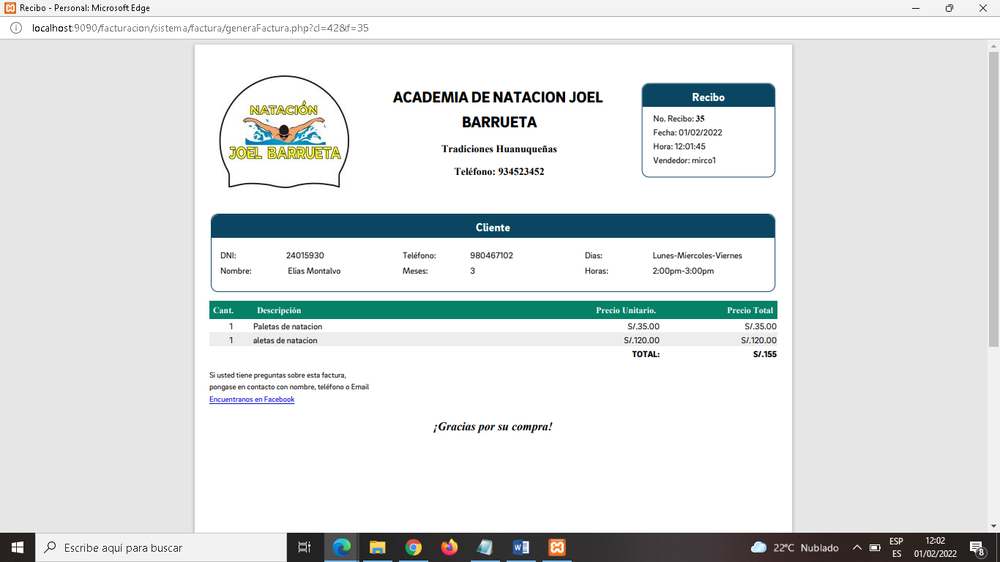 Recibo - Personal: Microsoft Edge
localhost:9090/facturacion/sistema/factura/generaFactura.php?cl=42&f=35
NATACIÓN
JOEL BARRUETA
ACADEMIA DE NATACION JOEL
BARRUETA
Tradiciones Huanuqueñas
Teléfono: 934523452
Recibo
No. Recibo: 35
Fecha: 01/02/2022
Hora: 12:01:45
Vendedor: mirco1
Cliente
DNI: 24015930 Teléfono: 980467102 Dias: Lunes-Miercoles-Viernes
Nombre: Elias Montalvo Meses: 3 Horas: 2:00pm-3:00pm
Cant. Descripción Precio Unitario. Precio Total
1 Paletas de natacion S/.35.00 S/.35.00
1 aletas de natacion S/.120.00 S/.120.00
TOTAL: S/.155
Si usted tiene preguntas sobre esta factura,
pongase en contacto con nombre, teléfono o Email
Encuentranos en Facebook
¡Gracias por su compra!
Escribe aquí para buscar
22°C Nublado
ESP
ES
12:02
01/02/2022
8